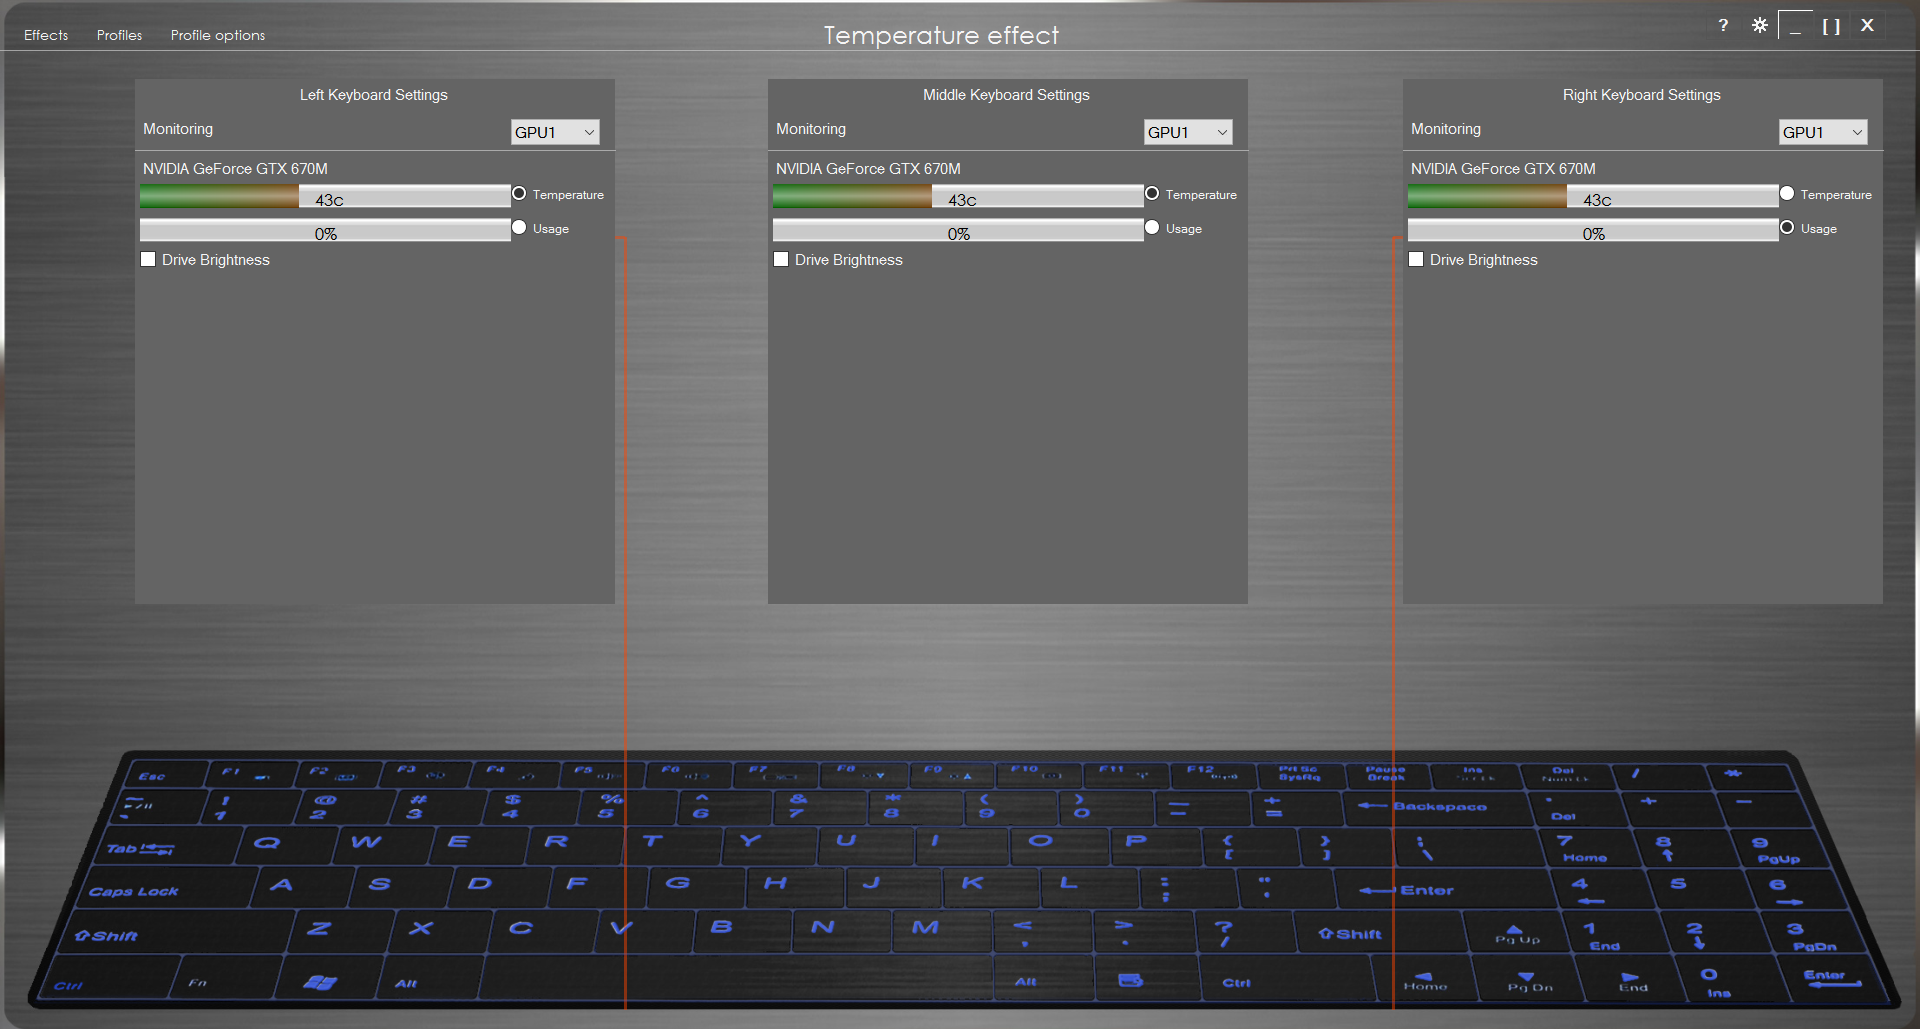 Effects Profiles Profile options
Temperature effect
? _ [ ] X
Left Keyboard Settings
Monitoring GPU1
NVIDIA GeForce GTX 670M
43c Temperature
0% Usage
Drive Brightness
Middle Keyboard Settings
Monitoring GPU1
NVIDIA GeForce GTX 670M
43c Temperature
0% Usage
Drive Brightness
Right Keyboard Settings
Monitoring GPU1
NVIDIA GeForce GTX 670M
43c Temperature
0% Usage
Drive Brightness
Esc F1 F2 F3 F4 F5 F6 F7 F8 F9 F10 F11 F12 Prt Sc SysRq Pause Break Ins Del / *
! 1 @ 2 # 3 $ 4 % 5 ^ 6 & 7 * 8 ( 9 ) 0 _ - + = Backspace . Del + -
Tab Q W E R T Y U I O P { [ } ] | \ 7 Home 8 9 PgUp
Caps Lock A S D F G H J K L : ; " ' Enter 4 5 6
Shift Z X C V B N M < , > . ? / Shift Pg Up 1 End 2 3 PgDn
Ctrl Fn Alt Alt Ctrl Home Pg Dn End 0 Ins Enter